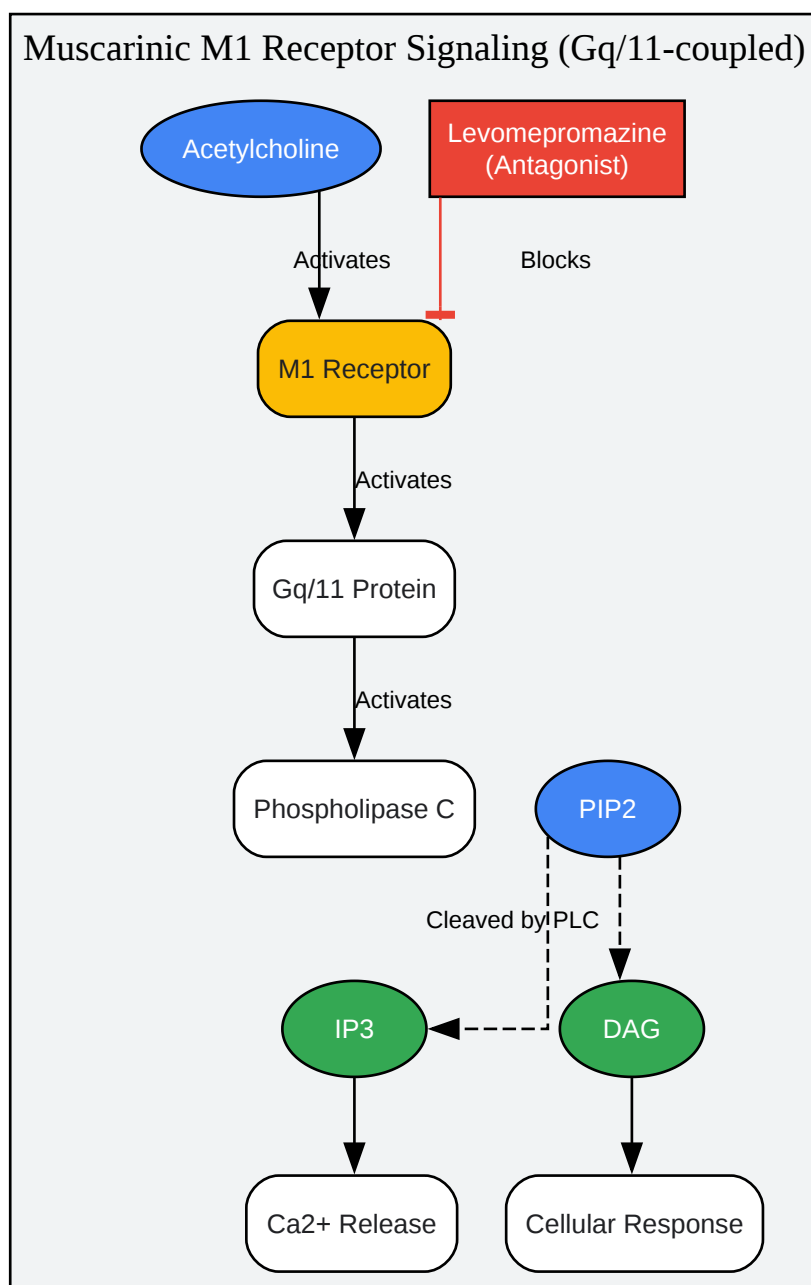 Muscarinic M1 Receptor Signaling (Gq/11-coupled)
Acetylcholine
Levomepromazine
(Antagonist)
Activates
Blocks
M1 Receptor
Activates
Gq/11 Protein
Activates
Phospholipase C
PIP2
Cleaved by PLC
IP3
DAG
Ca2+ Release
Cellular Response